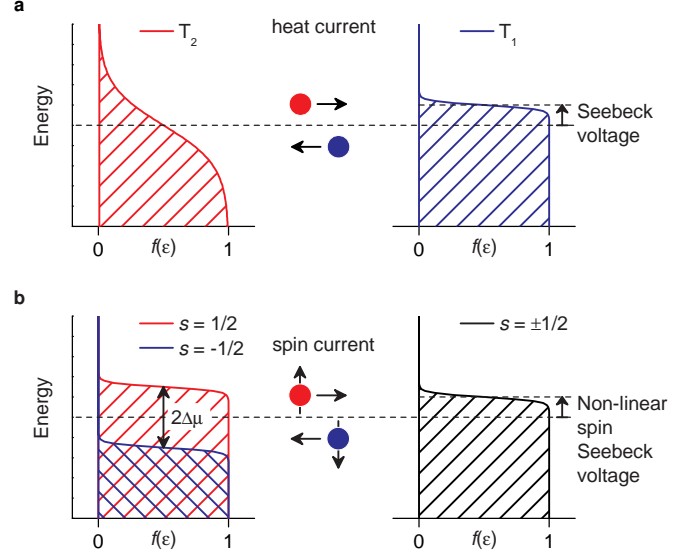 a
T2
heat current
T1
Energy
Seebeck
voltage
0
f(ε)
1
0
f(ε)
1
b
s = 1/2
s = -1/2
spin current
s = ±1/2
Energy
2Δμ
Non-linear
spin
Seebeck
voltage
0
f(ε)
1
0
f(ε)
1